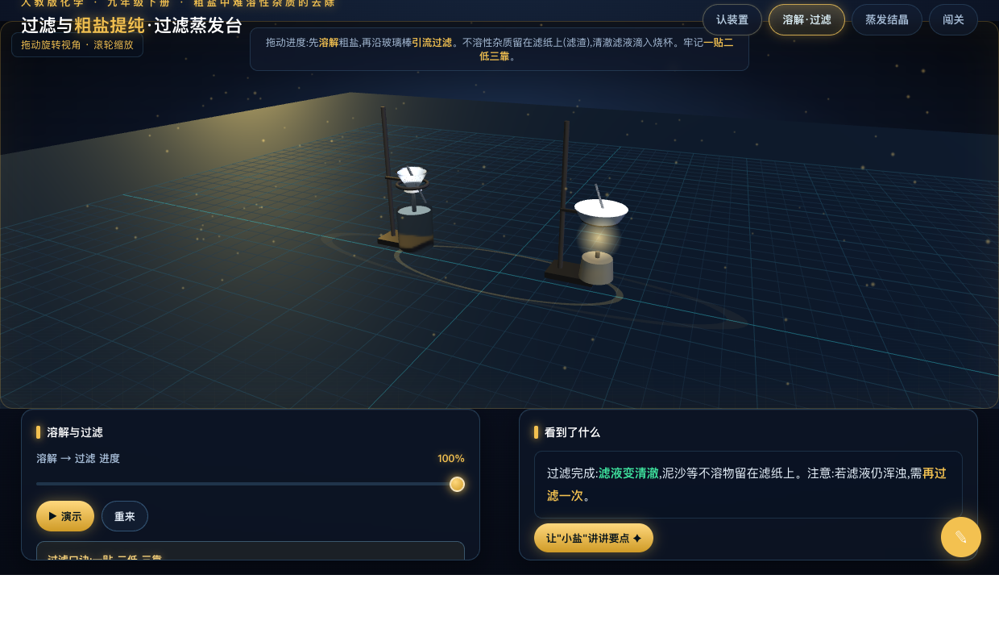 人教版化学 · 九年级下册 · 粗盐中难溶性杂质的去除
过滤与粗盐提纯·过滤蒸发台
拖动旋转视角 · 滚轮缩放
拖动进度:先溶解粗盐,再沿玻璃棒引流过滤。不溶性杂质留在滤纸上(滤渣),清澈滤液滴入烧杯。牢记一贴二
低三靠。
认装置
溶解·过滤
蒸发结晶
闯关
溶解与过滤
溶解 → 过滤 进度
100%
▶ 演示
重来
过滤口诀:一贴 二低 三靠
看到了什么
过滤完成:滤液变清澈,泥沙等不溶物留在滤纸上。注意:若滤液仍浑浊,需再过
滤一次。
让"小盐"讲讲要点 ✦